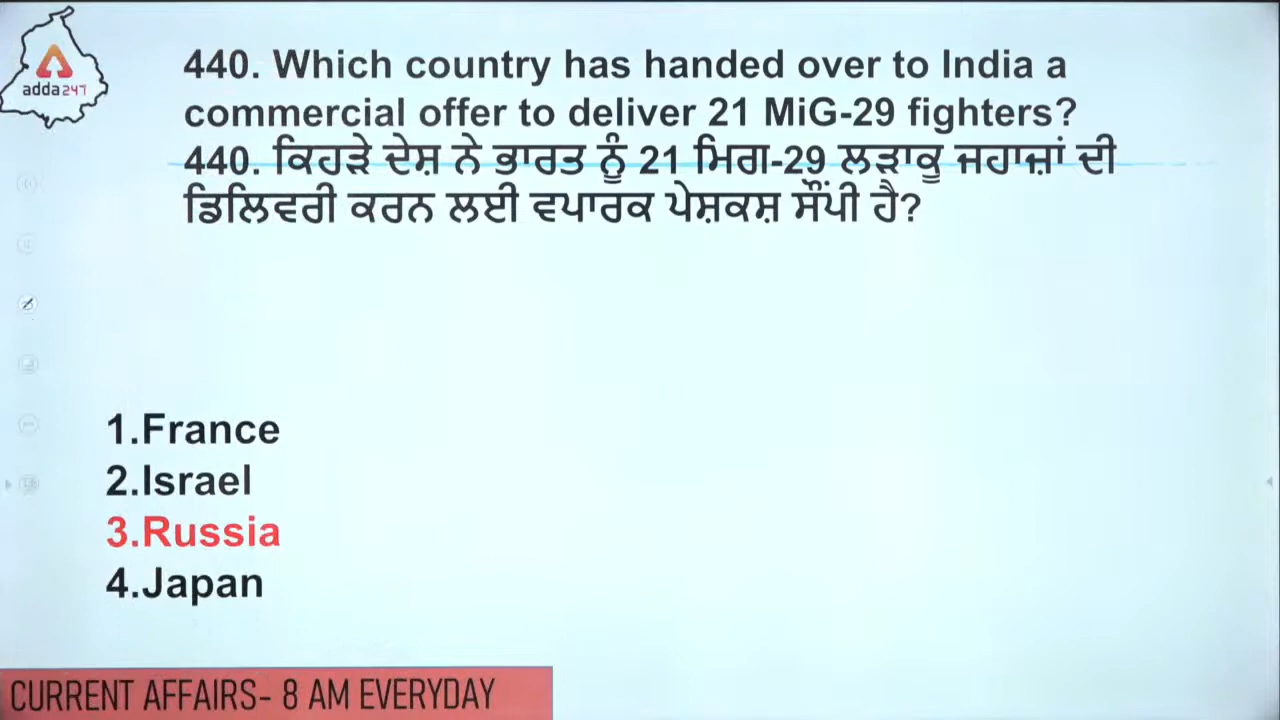 adda247
440. Which country has handed over to India a
commercial offer to deliver 21 MiG-29 fighters?
440. ਕਿਹੜੇ ਦੇਸ਼ ਨੇ ਭਾਰਤ ਨੂੰ 21 ਮਿਗ-29 ਲੜਾਕੂ ਜਹਾਜ਼ਾਂ ਦੀ
ਡਿਲਿਵਰੀ ਕਰਨ ਲਈ ਵਪਾਰਕ ਪੇਸ਼ਕਸ਼ ਸੌਂਪੀ ਹੈ?
1.France
2.Israel
3.Russia
4.Japan
CURRENT AFFAIRS- 8 AM EVERYDAY